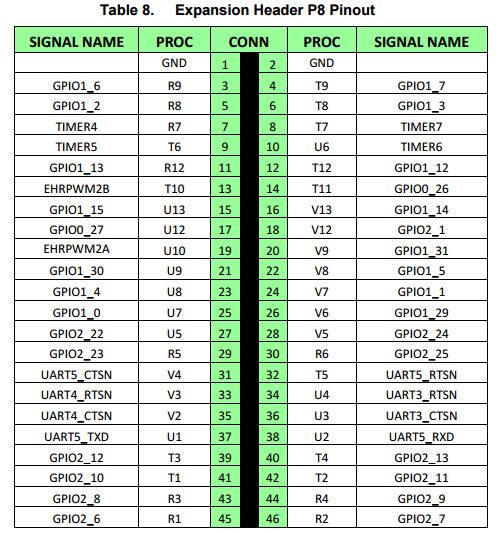 Table 8. Expansion Header P8 Pinout
SIGNAL NAME PROC CONN PROC SIGNAL NAME
GND 1 2 GND
GPIO1_6 R9 3 4 T9 GPIO1_7
GPIO1_2 R8 5 6 T8 GPIO1_3
TIMER4 R7 7 8 T7 TIMER7
TIMER5 T6 9 10 U6 TIMER6
GPIO1_13 R12 11 12 T12 GPIO1_12
EHRPWM2B T10 13 14 T11 GPIO0_26
GPIO1_15 U13 15 16 V13 GPIO1_14
GPIO0_27 U12 17 18 V12 GPIO2_1
EHRPWM2A U10 19 20 V9 GPIO1_31
GPIO1_30 U9 21 22 V8 GPIO1_5
GPIO1_4 U8 23 24 V7 GPIO1_1
GPIO1_0 U7 25 26 V6 GPIO1_29
GPIO2_22 U5 27 28 V5 GPIO2_24
GPIO2_23 R5 29 30 R6 GPIO2_25
UART5_CTSN V4 31 32 T5 UART5_RTSN
UART4_RTSN V3 33 34 U4 UART3_RTSN
UART4_CTSN V2 35 36 U3 UART3_CTSN
UART5_TXD U1 37 38 U2 UART5_RXD
GPIO2_12 T3 39 40 T4 GPIO2_13
GPIO2_10 T1 41 42 T2 GPIO2_11
GPIO2_8 R3 43 44 R4 GPIO2_9
GPIO2_6 R1 45 46 R2 GPIO2_7